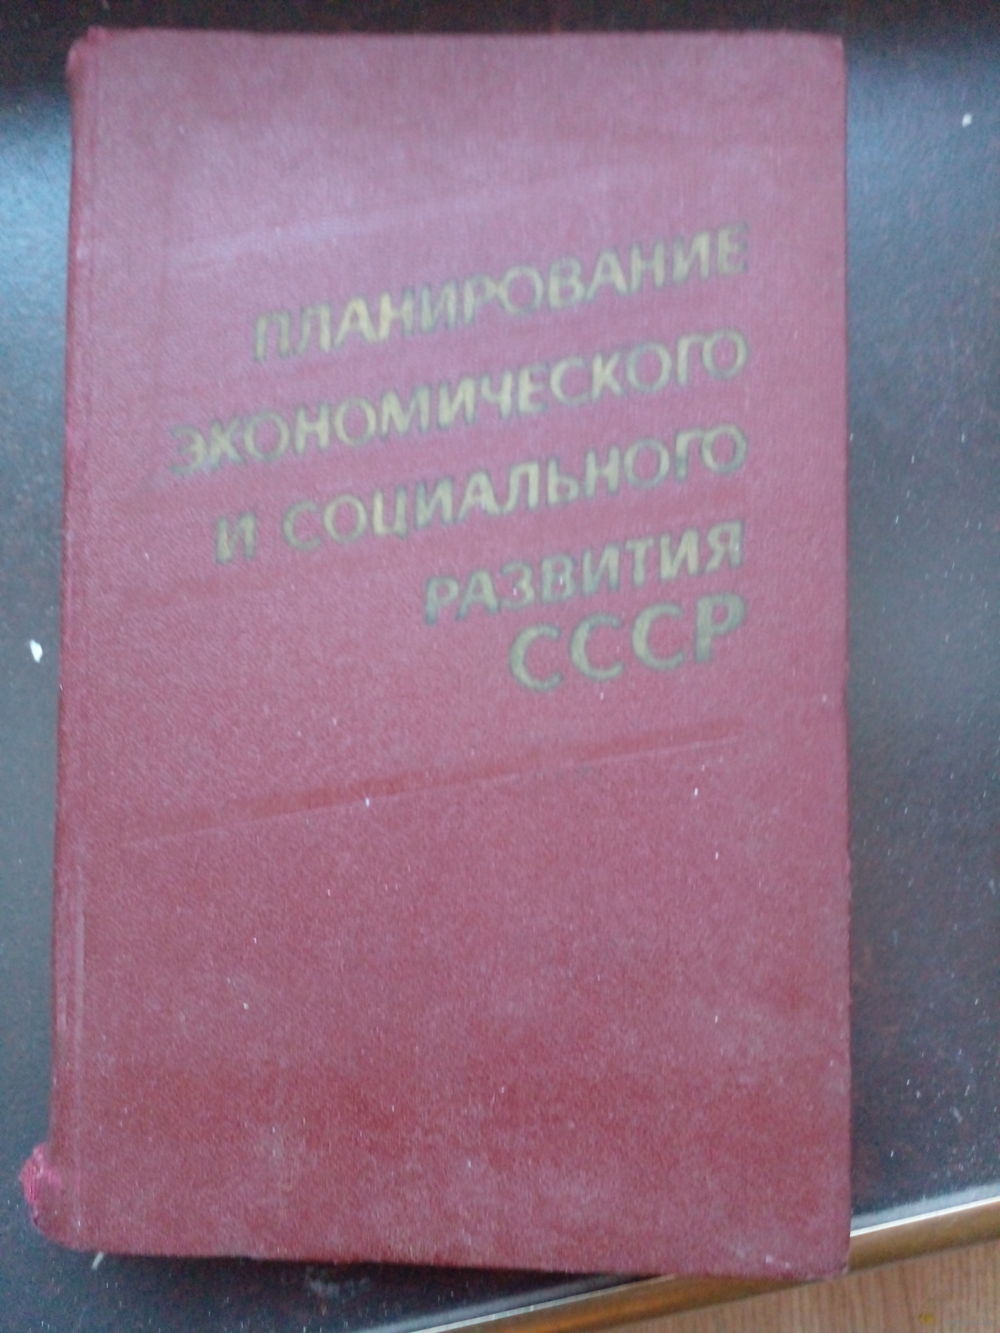 ПЛАНИРОВАНИЕ
ЭКОНОМИЧЕСКОГО
И СОЦИАЛЬНОГО
РАЗВИТИЯ
СССР